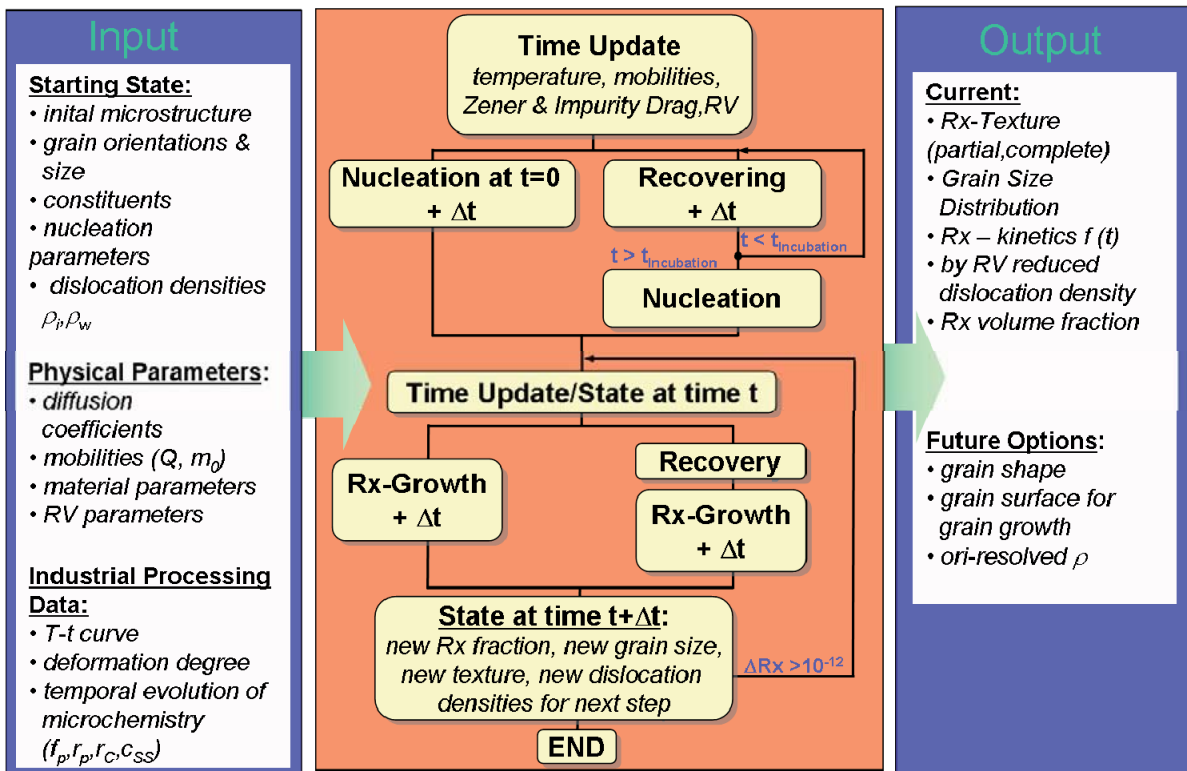 Input
Starting State:
• inital microstructure
• grain orientations &
size
• constituents
• nucleation
parameters
• dislocation densities
ρi,ρw
Physical Parameters:
• diffusion
coefficients
• mobilities (Q, m0)
• material parameters
• RV parameters
Industrial Processing
Data:
• T-t curve
• deformation degree
• temporal evolution of
microchemistry
(fp,rp,rC,cSS)
Time Update
temperature, mobilities,
Zener & Impurity Drag,RV
Nucleation at t=0
+ Δt
Recovering
+ Δt
t < tIncubation
t > tIncubation
Nucleation
Time Update/State at time t
Rx-Growth
+ Δt
Recovery
Rx-Growth
+ Δt
State at time t+Δt:
new Rx fraction, new grain size,
new texture, new dislocation
densities for next step
ΔRx >10-12
END
Output
Current:
• Rx-Texture
(partial,complete)
• Grain Size
Distribution
• Rx – kinetics f (t)
• by RV reduced
dislocation density
• Rx volume fraction
Future Options:
• grain shape
• grain surface for
grain growth
• ori-resolved ρ